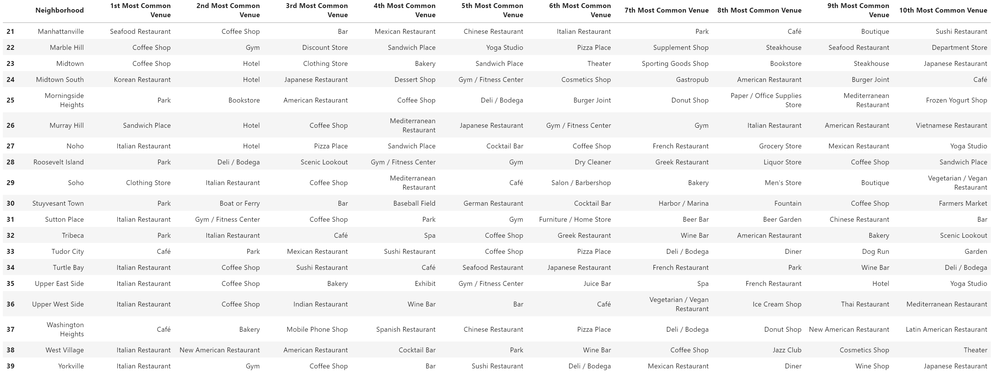 Neighborhood 1st Most Common Venue 2nd Most Common Venue 3rd Most Common Venue 4th Most Common Venue 5th Most Common Venue 6th Most Common Venue 7th Most Common Venue 8th Most Common Venue 9th Most Common Venue 10th Most Common Venue
21 Manhattanville Seafood Restaurant Coffee Shop Bar Mexican Restaurant Chinese Restaurant Italian Restaurant Park Café Boutique Sushi Restaurant
22 Marble Hill Coffee Shop Gym Discount Store Sandwich Place Yoga Studio Pizza Place Supplement Shop Steakhouse Seafood Restaurant Department Store
23 Midtown Coffee Shop Hotel Clothing Store Bakery Sandwich Place Theater Sporting Goods Shop Bookstore Steakhouse Japanese Restaurant
24 Midtown South Korean Restaurant Hotel Japanese Restaurant Dessert Shop Gym / Fitness Center Cosmetics Shop Gastropub American Restaurant Burger Joint Café
25 Morningside Heights Park Bookstore American Restaurant Coffee Shop Deli / Bodega Burger Joint Donut Shop Paper / Office Supplies Store Mediterranean Restaurant Frozen Yogurt Shop
26 Murray Hill Sandwich Place Hotel Coffee Shop Mediterranean Restaurant Japanese Restaurant Gym / Fitness Center Gym Italian Restaurant American Restaurant Vietnamese Restaurant
27 Noho Italian Restaurant Hotel Pizza Place Sandwich Place Cocktail Bar Coffee Shop French Restaurant Grocery Store Mexican Restaurant Yoga Studio
28 Roosevelt Island Park Deli / Bodega Scenic Lookout Gym / Fitness Center Gym Dry Cleaner Greek Restaurant Liquor Store Coffee Shop Sandwich Place
29 Soho Clothing Store Italian Restaurant Coffee Shop Mediterranean Restaurant Café Salon / Barbershop Bakery Men's Store Boutique Vegetarian / Vegan Restaurant
30 Stuyvesant Town Park Boat or Ferry Bar Baseball Field German Restaurant Cocktail Bar Harbor / Marina Fountain Coffee Shop Farmers Market
31 Sutton Place Italian Restaurant Gym / Fitness Center Coffee Shop Park Gym Furniture / Home Store Beer Bar Beer Garden Chinese Restaurant Bar
32 Tribeca Park Italian Restaurant Café Spa Coffee Shop Greek Restaurant Wine Bar American Restaurant Bakery Scenic Lookout
33 Tudor City Café Park Mexican Restaurant Sushi Restaurant Coffee Shop Pizza Place Deli / Bodega Diner Dog Run Garden
34 Turtle Bay Italian Restaurant Coffee Shop Sushi Restaurant Café Seafood Restaurant Japanese Restaurant French Restaurant Park Wine Bar Deli / Bodega
35 Upper East Side Italian Restaurant Coffee Shop Bakery Exhibit Gym / Fitness Center Juice Bar Spa French Restaurant Hotel Yoga Studio
36 Upper West Side Italian Restaurant Coffee Shop Indian Restaurant Wine Bar Bar Café Vegetarian / Vegan Restaurant Ice Cream Shop Thai Restaurant Mediterranean Restaurant
37 Washington Heights Café Bakery Mobile Phone Shop Spanish Restaurant Chinese Restaurant Pizza Place Deli / Bodega Donut Shop New American Restaurant Latin American Restaurant
38 West Village Italian Restaurant New American Restaurant American Restaurant Cocktail Bar Park Wine Bar Coffee Shop Jazz Club Cosmetics Shop Theater
39 Yorkville Italian Restaurant Gym Coffee Shop Bar Sushi Restaurant Deli / Bodega Mexican Restaurant Diner Wine Shop Japanese Restaurant